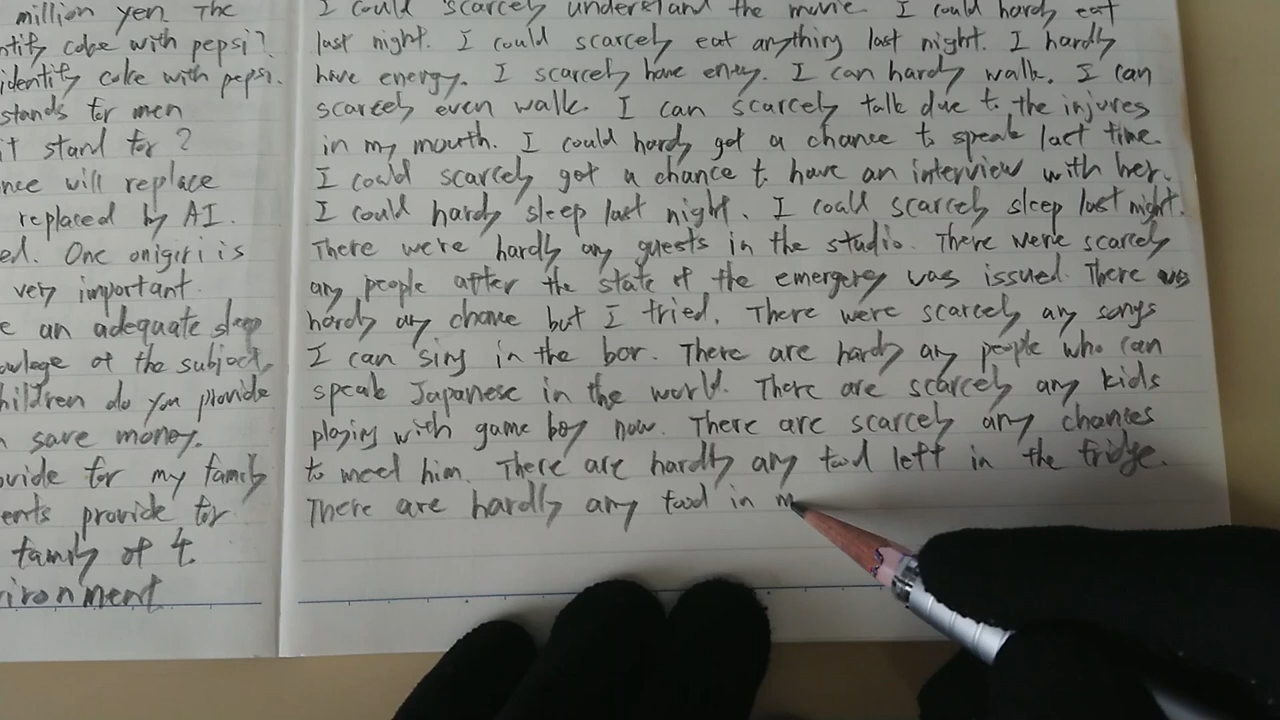 million yen. The
ntify coke with pepsi?
identify coke with pepsi.
stands for men
it stand for?
nce will replace
replaced by AI.
ed. One onigiri is
very important.
e an adequate sleep
owlege of the subject,
hildren do you provide
save money.
ovide for my family
ents provide for
family of 4.
ironment
I could scarcely understand the movie. I could hardly eat
last night. I could scarcely eat anything last night. I hardly
have energy. I scarcely have enery. I can hardly walk. I can
scarcely even walk. I can scarcely talk due to the injures
in my mouth. I could hardly get a chance to speak last time.
I could scarcely get a chance to have an interview with her.
I could hardly sleep last night. I could scarcely sleep last night.
There were hardly any guests in the studio. There were scarcely
any people after the state of the emergery was issued. There was
hardly any chance but I tried. There were scarcely any songs
I can sing in the bar. There are hardly any people who can
speak Japanese in the world. There are scarcely any kids
playing with game boy now. There are scarcely any chances
to meet him. There are hardly any food left in the fridge.
There are hardly any food in m